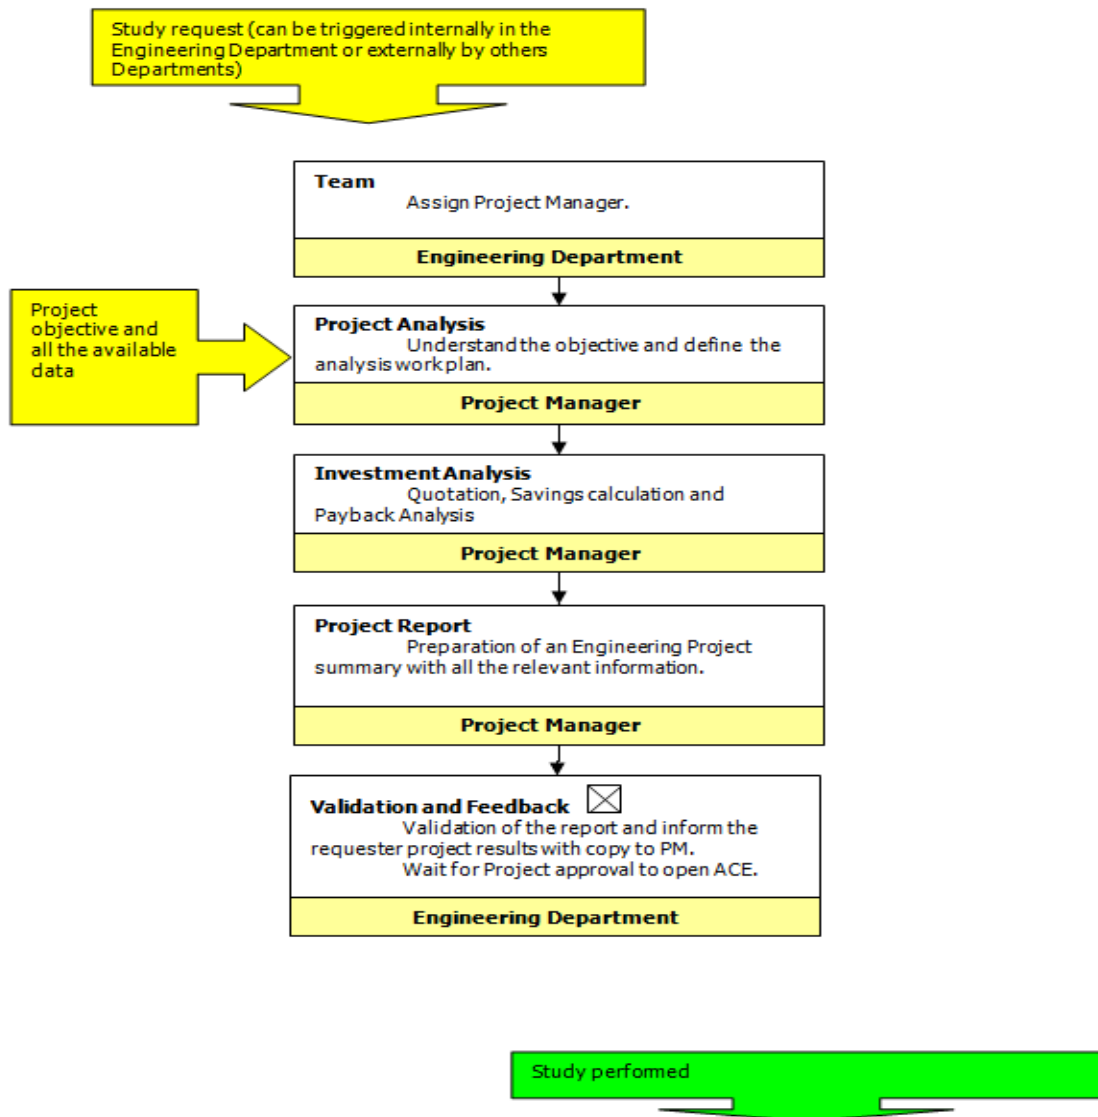 Study request (can be triggered internally in the
Engineering Department or externally by others
Departments)
Team
Assign Project Manager.
Engineering Department
Project
objective and
all the available
data
Project Analysis
Understand the objective and define the
analysis work plan.
Project Manager
Investment Analysis
Quotation, Savings calculation and
Payback Analysis
Project Manager
Project Report
Preparation of an Engineering Project
summary with all the relevant information.
Project Manager
Validation and Feedback
Validation of the report and inform the
requester project results with copy to PM.
Wait for Project approval to open ACE.
Engineering Department
Study performed